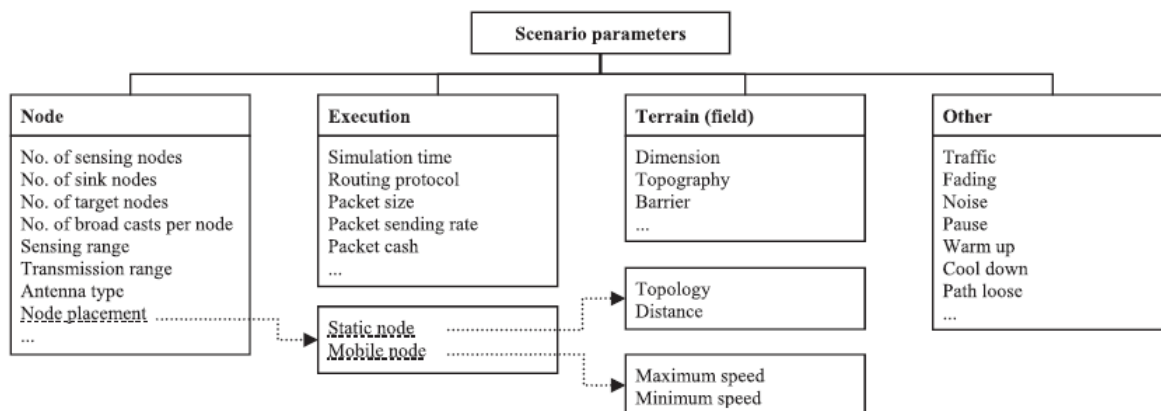 Scenario parameters
Node
No. of sensing nodes
No. of sink nodes
No. of target nodes
No. of broad casts per node
Sensing range
Transmission range
Antenna type
Node placement
...
Execution
Simulation time
Routing protocol
Packet size
Packet sending rate
Packet cash
...
Static node
Mobile node
Terrain (field)
Dimension
Topography
Barrier
...
Topology
Distance
Maximum speed
Minimum speed
Other
Traffic
Fading
Noise
Pause
Warm up
Cool down
Path loose
...